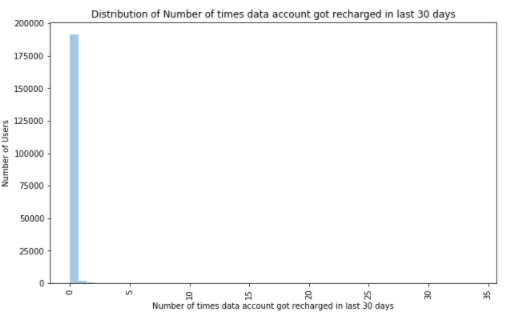 Distribution of Number of times data account got recharged in last 30 days
200000
175000
150000
125000
100000
75000
50000
25000
0
Number of Users
0 5 10 15 20 25 30 35
Number of times data account got recharged in last 30 days